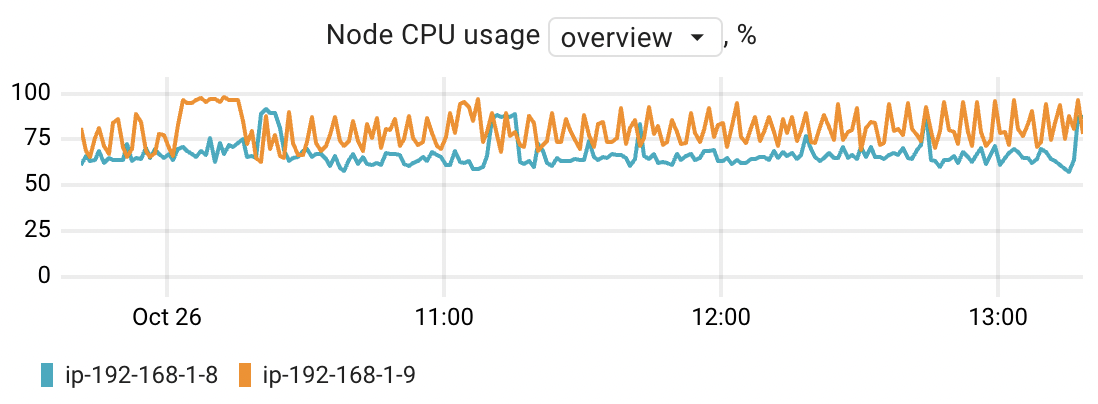 Node CPU usage overview , %
100
75
50
25
0
Oct 26 11:00 12:00 13:00
ip-192-168-1-8 ip-192-168-1-9